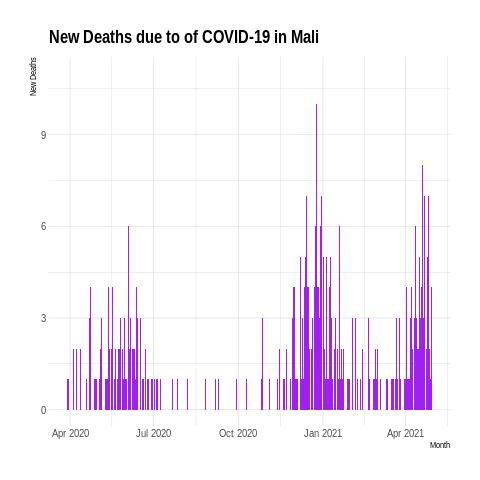 New Deaths due to of COVID-19 in Mali
New Deaths
9
6
3
0
Apr 2020 Jul 2020 Oct 2020 Jan 2021 Apr 2021
Month